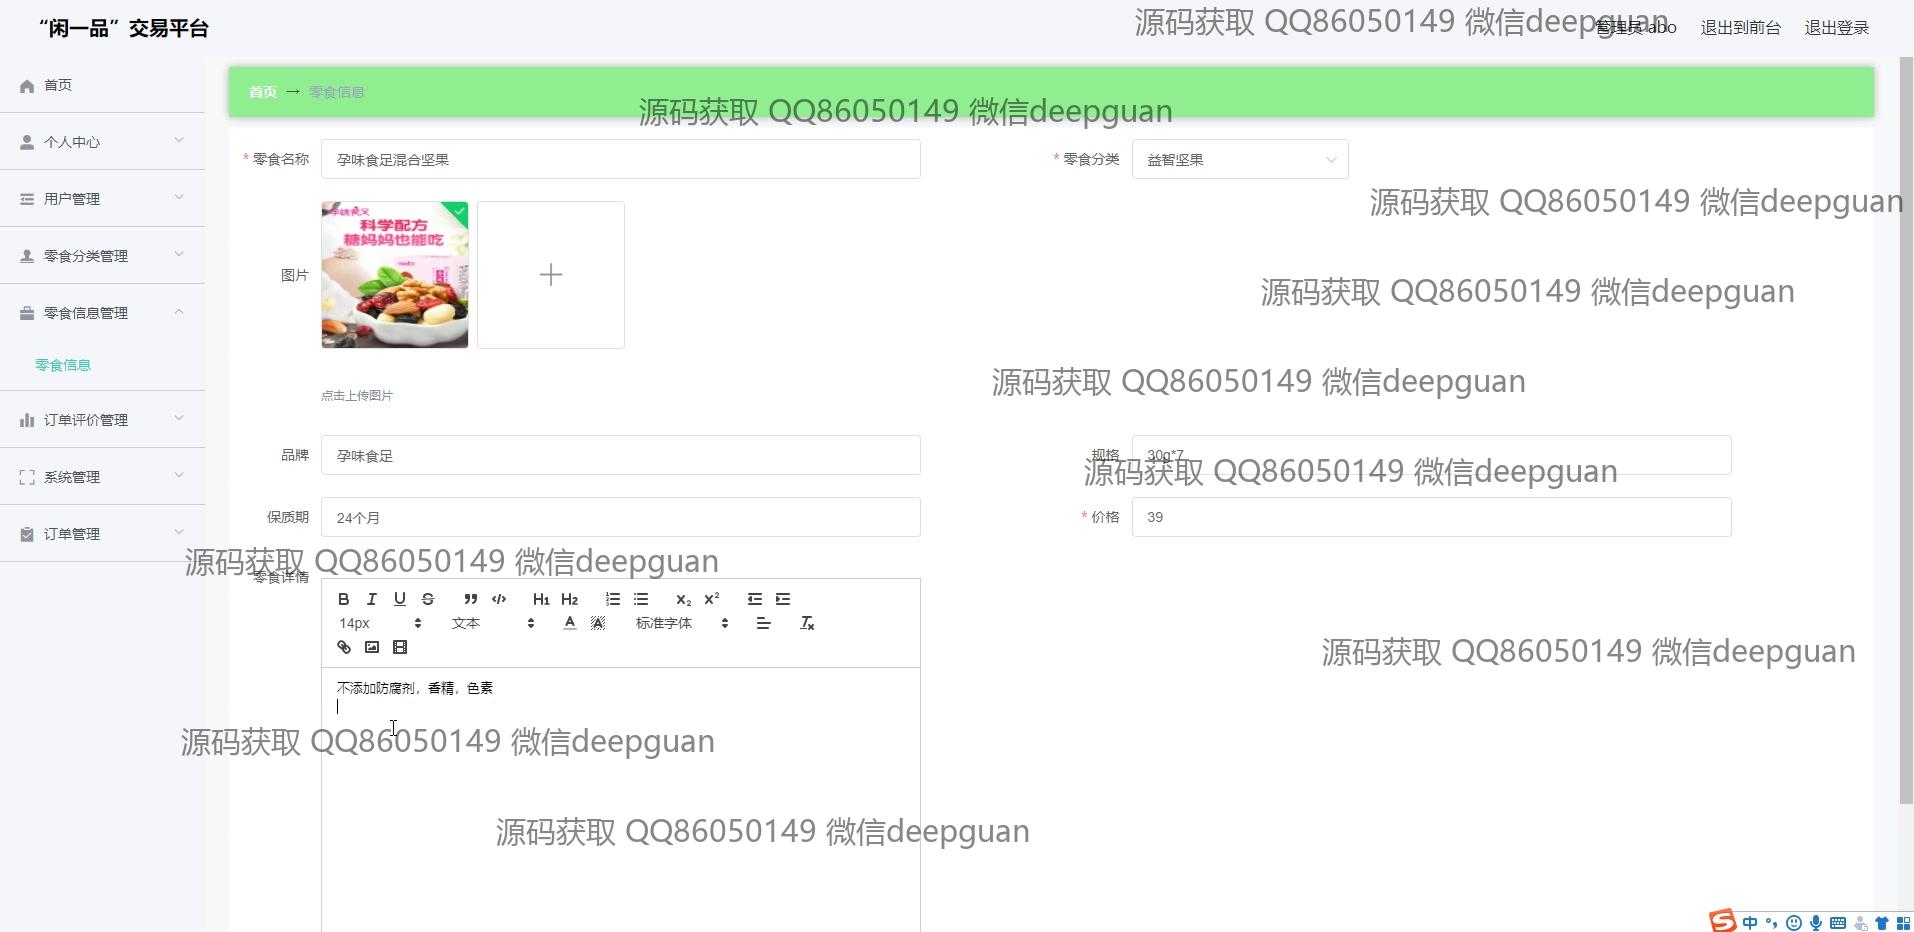 “闲一品”交易平台
源码获取 QQ86050149 微信deepguan
管理员 abo 退出到前台 退出登录
首页
首页 → 零食信息
源码获取 QQ86050149 微信deepguan
个人中心
* 零食名称 孕味食足混合坚果 * 零食分类 益智坚果
用户管理
源码获取 QQ86050149 微信deepguan
孕味食足
科学配方
糖妈妈也能吃
零食分类管理
图片
源码获取 QQ86050149 微信deepguan
零食信息管理
零食信息
源码获取 QQ86050149 微信deepguan
点击上传图片
订单评价管理
品牌 孕味食足 规格 30g*7
源码获取 QQ86050149 微信deepguan
系统管理
保质期 24个月 * 价格 39
订单管理
源码获取 QQ86050149 微信deepguan
零食详情
B I U S ” </> H1 H2 X2 X2
14px 文本 A A 标准字体 Tx
源码获取 QQ86050149 微信deepguan
不添加防腐剂，香精，色素
源码获取 QQ86050149 微信deepguan
源码获取 QQ86050149 微信deepguan
S 中